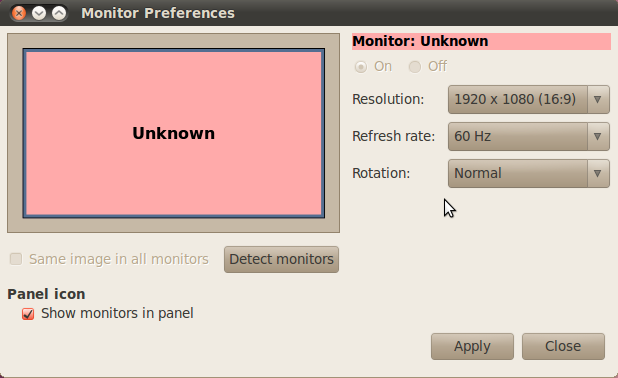 Monitor Preferences
Unknown
Monitor: Unknown
On Off
Resolution: 1920 x 1080 (16:9)
Refresh rate: 60 Hz
Rotation: Normal
Same image in all monitors
Detect monitors
Panel icon
Show monitors in panel
Apply
Close